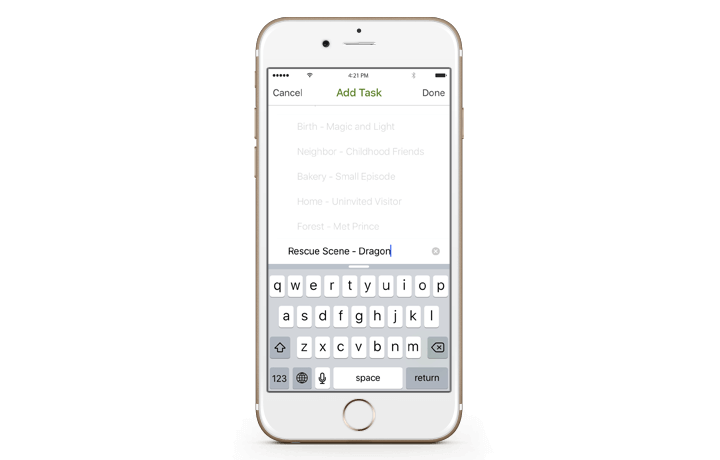 4:21 PM
Cancel Add Task Done
Birth - Magic and Light
Neighbor - Childhood Friends
Bakery - Small Episode
Home - Uninvited Visitor
Forest - Met Prince
Rescue Scene - Dragon
q w e r t y u i o p
a s d f g h j k l
z x c v b n m
123 space return